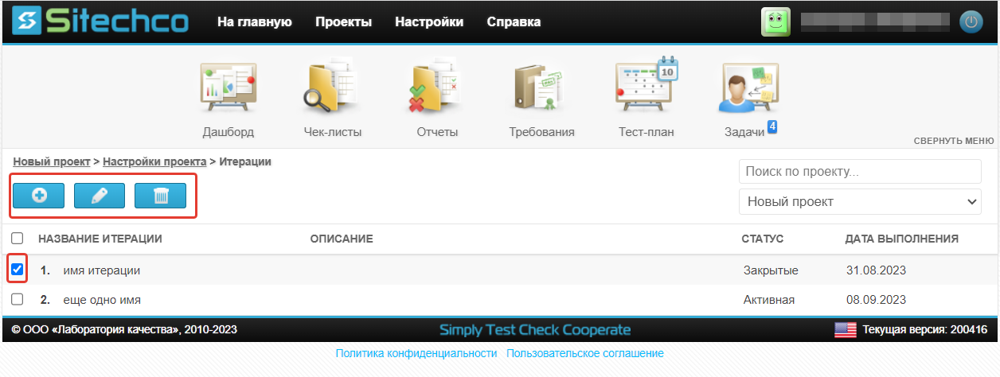 Sitechco На главную Проекты Настройки Справка
10
Дашборд Чек-листы Отчеты Требования Тест-план Задачи 4
СВЕРНУТЬ МЕНЮ
Новый проект > Настройки проекта > Итерации
Поиск по проекту...
Новый проект
НАЗВАНИЕ ИТЕРАЦИИ ОПИСАНИЕ СТАТУС ДАТА ВЫПОЛНЕНИЯ
1. имя итерации Закрытые 31.08.2023
2. еще одно имя Активная 08.09.2023
© ООО «Лаборатория качества», 2010-2023 Simply Test Check Cooperate Текущая версия: 200416
Политика конфиденциальности Пользовательское соглашение